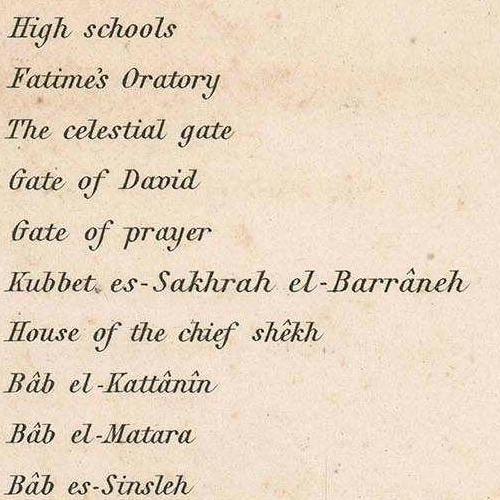 High schools
Fatime's Oratory
The celestial gate
Gate of David
Gate of prayer
Kubbet es-Sakhrah el-Barrâneh
House of the chief shêkh
Bâb el-Kattânîn
Bâb el-Matara
Bâb es-Sinsleh